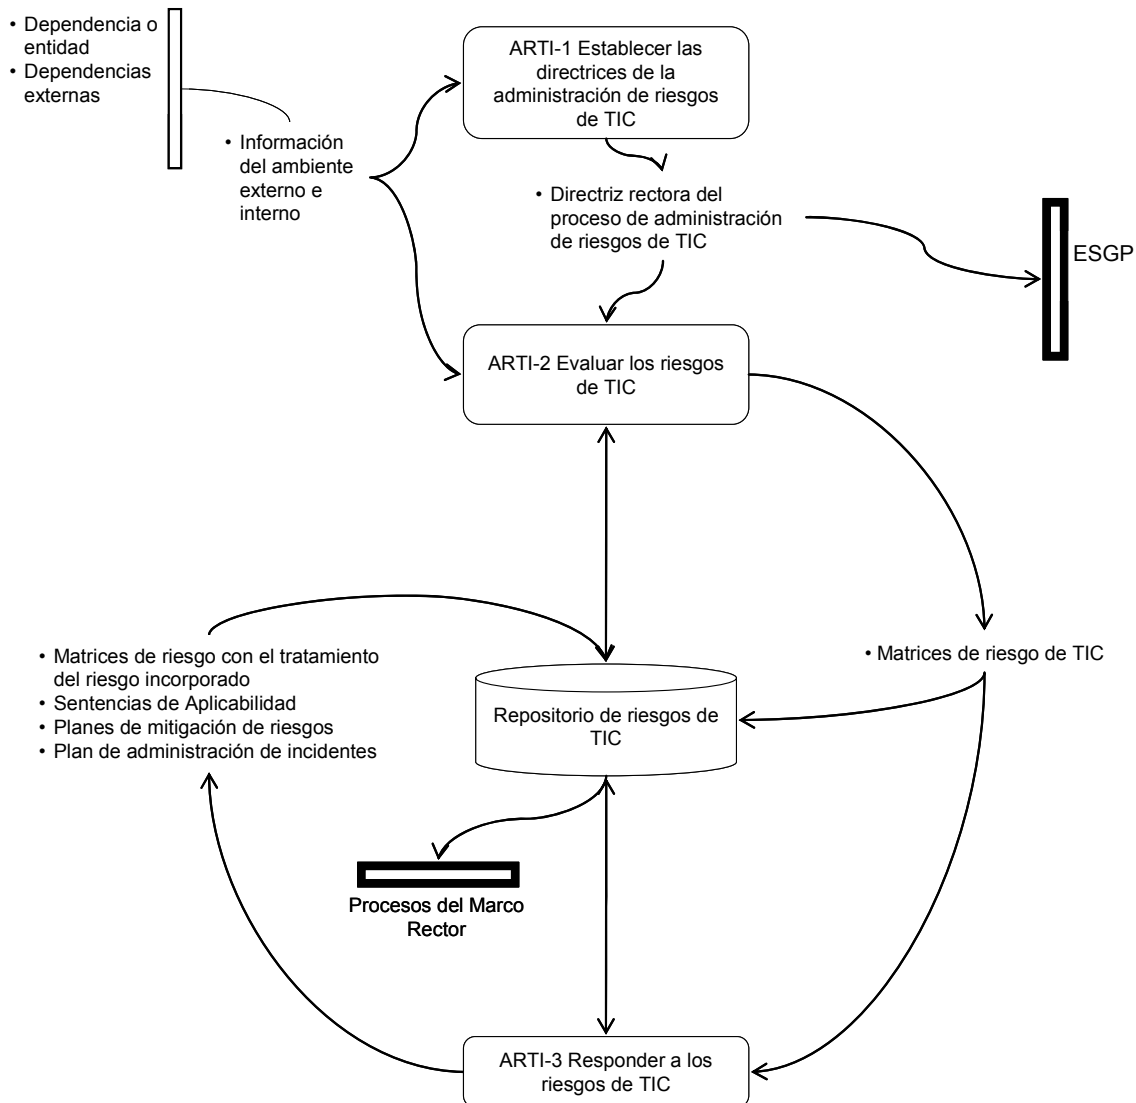 • Dependencia o
entidad
• Dependencias
externas
• Información
del ambiente
externo e
interno
ARTI-1 Establecer las
directrices de la
administración de riesgos
de TIC
• Directriz rectora del
proceso de administración
de riesgos de TIC
ESGP
ARTI-2 Evaluar los riesgos
de TIC
• Matrices de riesgo con el tratamiento
del riesgo incorporado
• Sentencias de Aplicabilidad
• Planes de mitigación de riesgos
• Plan de administración de incidentes
Repositorio de riesgos de
TIC
• Matrices de riesgo de TIC
Procesos del Marco
Rector
ARTI-3 Responder a los
riesgos de TIC